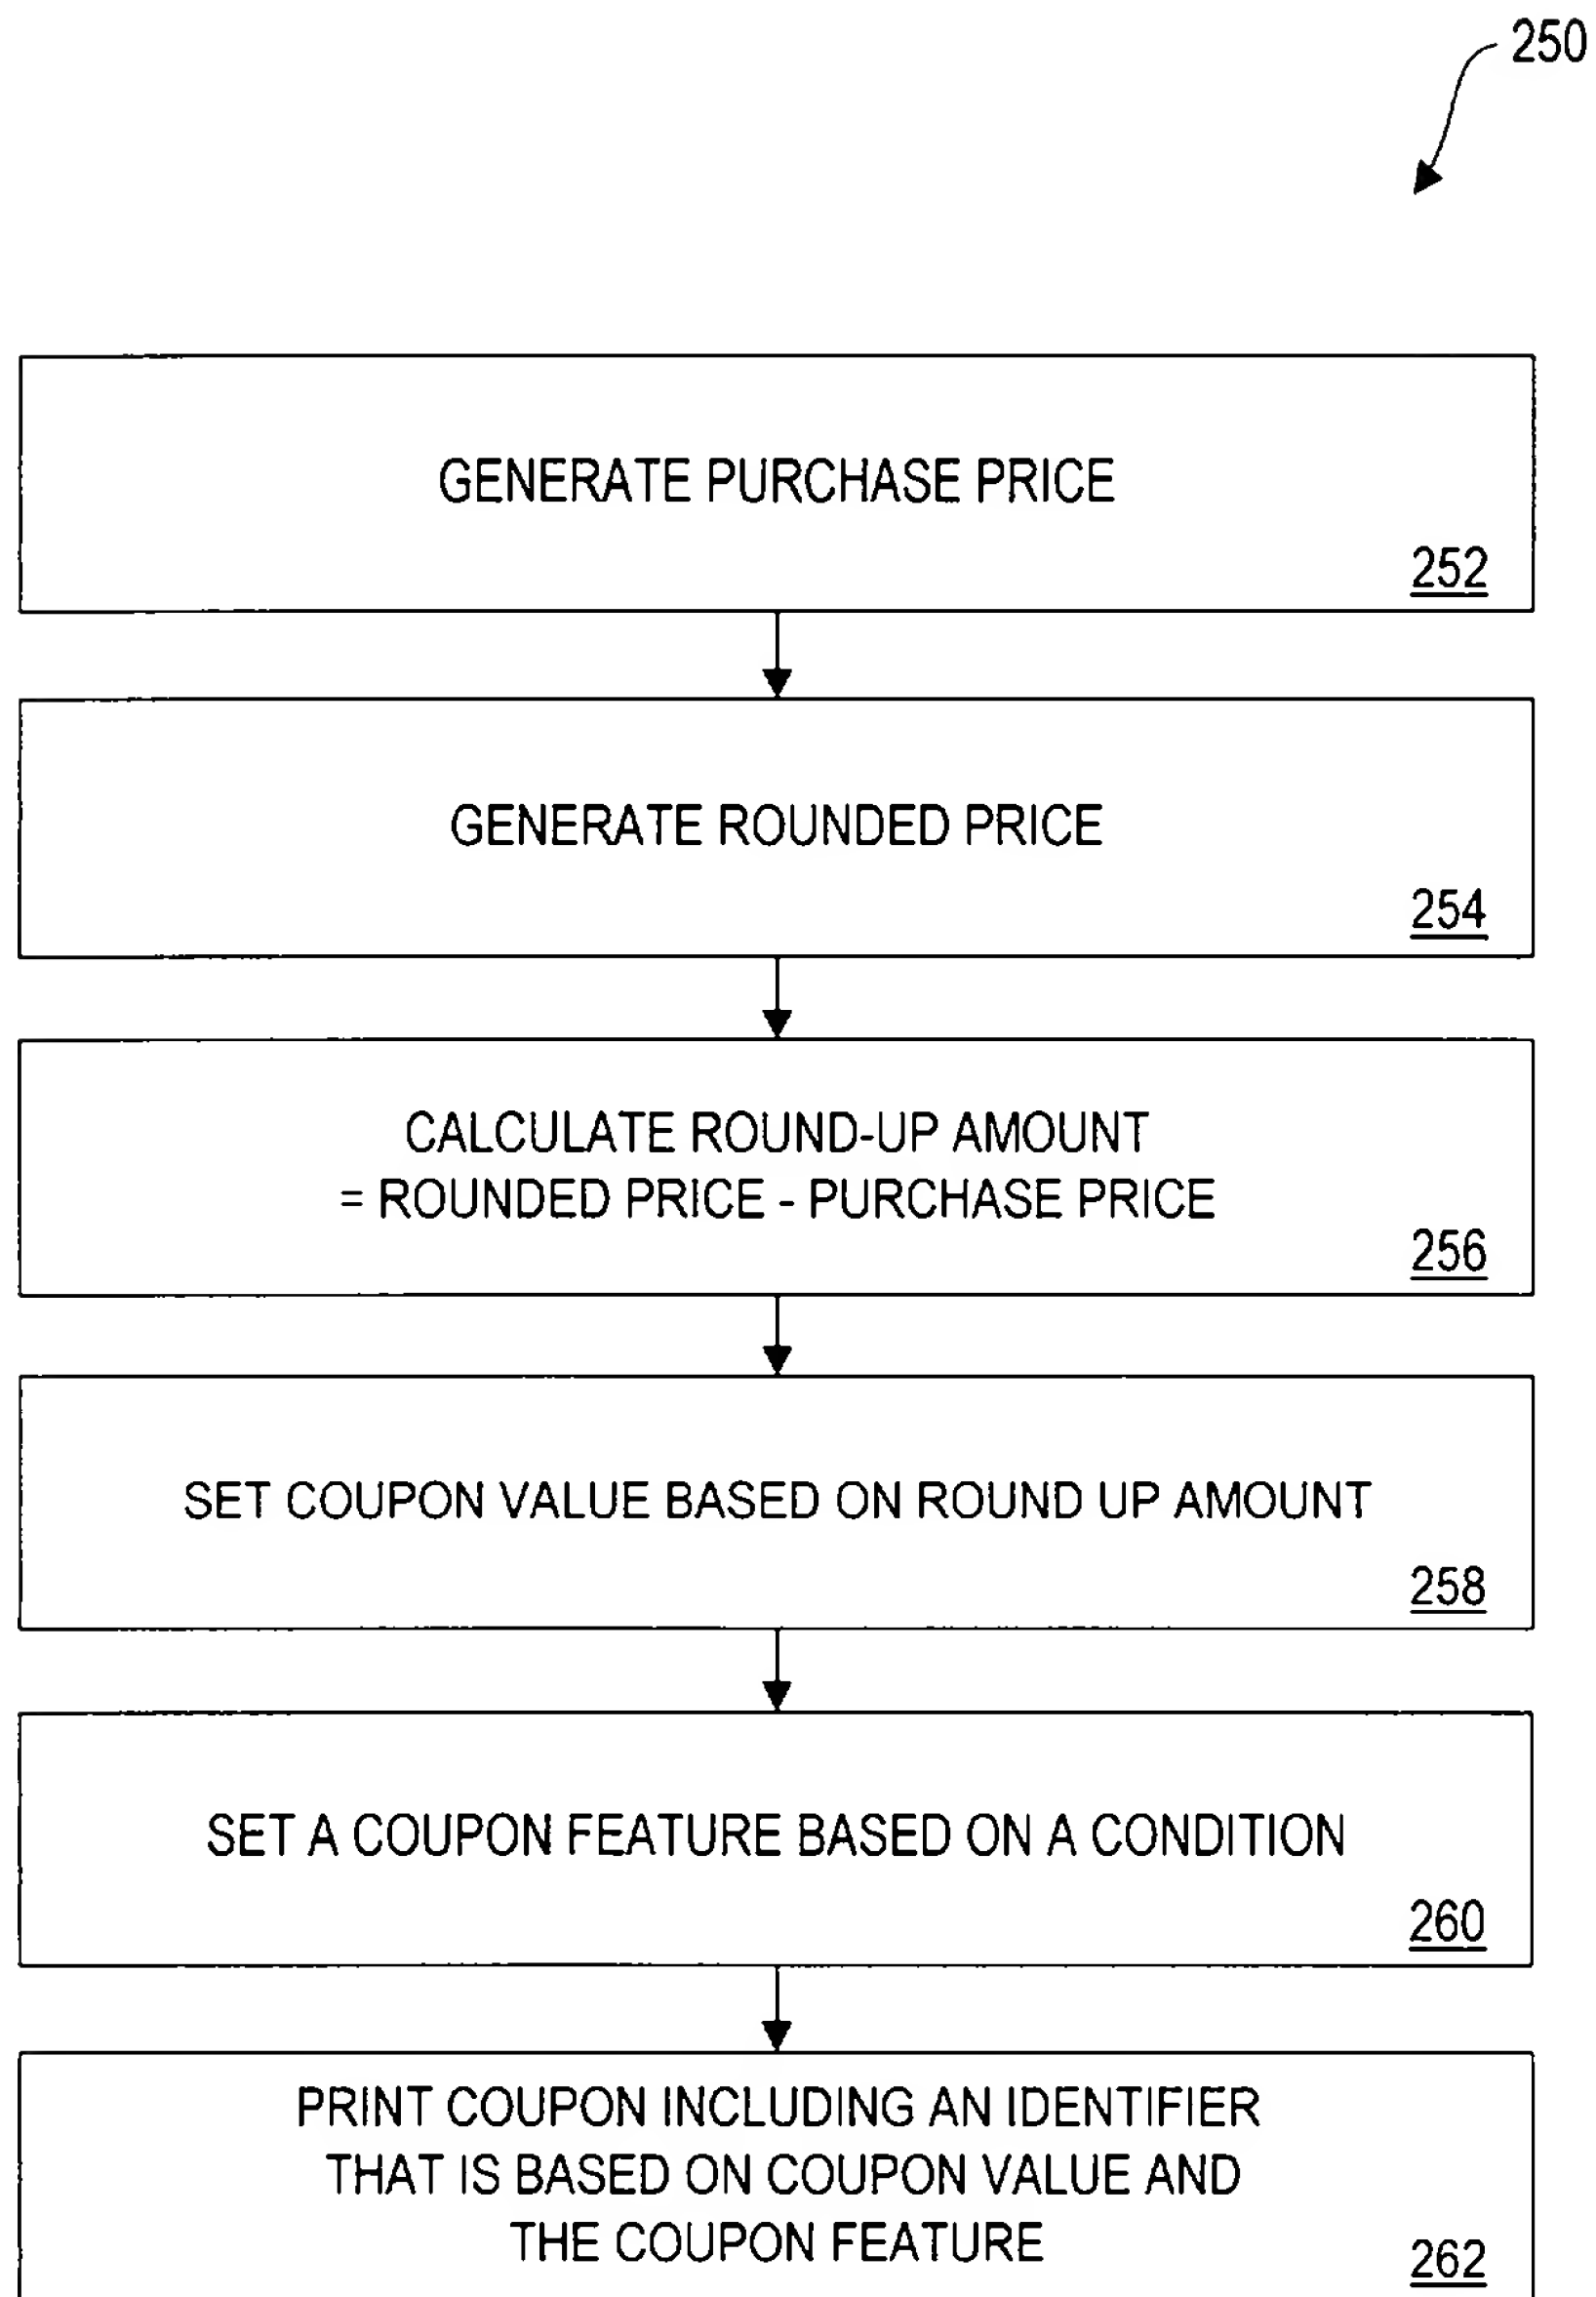 250
GENERATE PURCHASE PRICE
252
GENERATE ROUNDED PRICE
254
CALCULATE ROUND-UP AMOUNT
= ROUNDED PRICE - PURCHASE PRICE
256
SET COUPON VALUE BASED ON ROUND UP AMOUNT
258
SET A COUPON FEATURE BASED ON A CONDITION
260
PRINT COUPON INCLUDING AN IDENTIFIER
THAT IS BASED ON COUPON VALUE AND
THE COUPON FEATURE
262